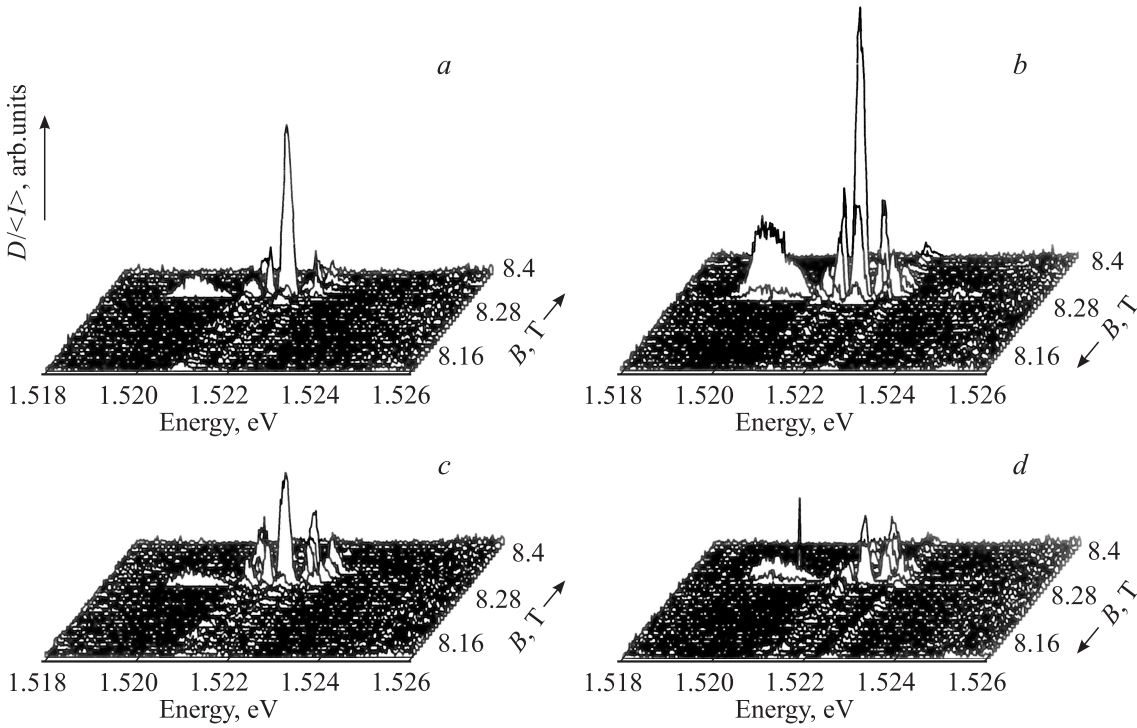 a
D/<I>, arb.units
8.4
8.28
8.16
B, T
1.518 1.520 1.522 1.524 1.526
Energy, eV
b
8.4
8.28
8.16
B, T
1.518 1.520 1.522 1.524 1.526
Energy, eV
c
8.4
8.28
8.16
B, T
1.518 1.520 1.522 1.524 1.526
Energy, eV
d
8.4
8.28
8.16
B, T
1.518 1.520 1.522 1.524 1.526
Energy, eV